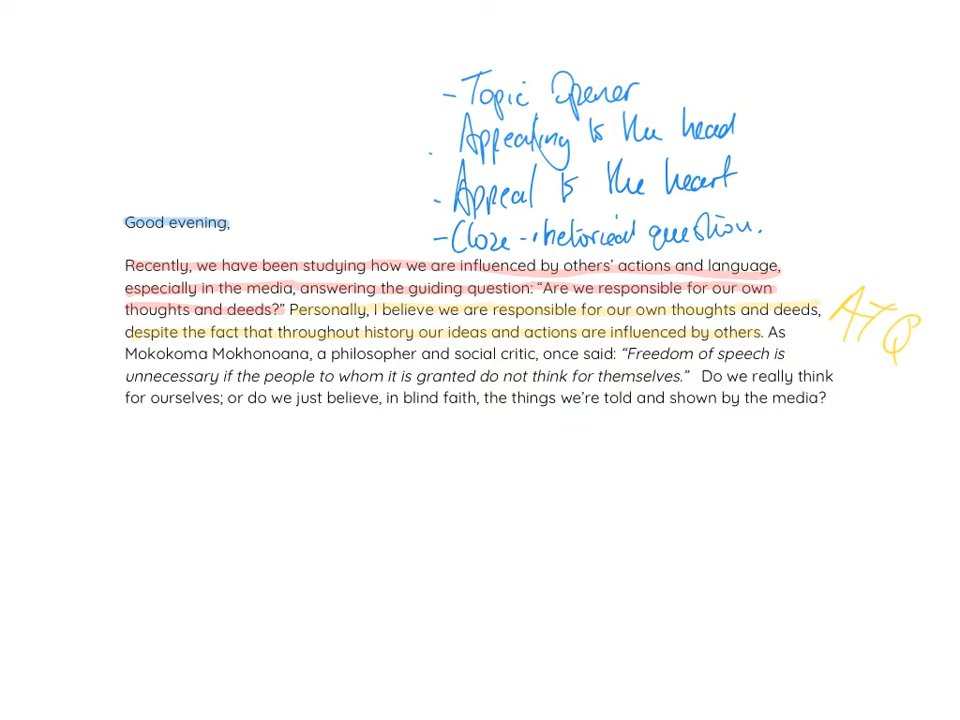 - Topic Opener
. Appealing to the head
. Appeal to the heart
- Close - rhetorical question.
Good evening,
Recently, we have been studying how we are influenced by others' actions and language,
especially in the media, answering the guiding question: "Are we responsible for our own
thoughts and deeds?" Personally, I believe we are responsible for our own thoughts and deeds,
ATQ
despite the fact that throughout history our ideas and actions are influenced by others. As
Mokokoma Mokhonoana, a philosopher and social critic, once said: "Freedom of speech is
unnecessary if the people to whom it is granted do not think for themselves." Do we really think
for ourselves; or do we just believe, in blind faith, the things we're told and shown by the media?